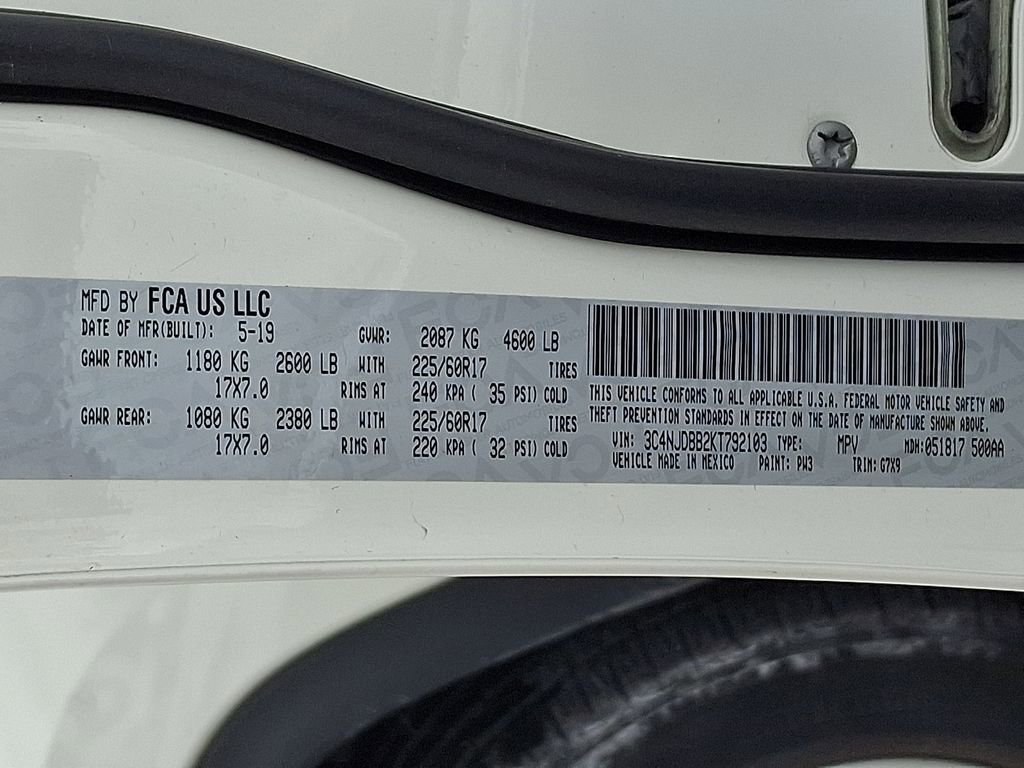 MFD BY FCA US LLC
DATE OF MFR(BUILT): 5-19 GVWR: 2087 KG 4600 LB
GAWR FRONT: 1180 KG 2600 LB WITH 225/60R17 TIRES
17X7.0 RIMS AT 240 KPA ( 35 PSI) COLD
GAWR REAR: 1080 KG 2380 LB WITH 225/60R17 TIRES
17X7.0 RIMS AT 220 KPA ( 32 PSI) COLD
THIS VEHICLE CONFORMS TO ALL APPLICABLE U.S.A. FEDERAL MOTOR VEHICLE SAFETY AND
THEFT PREVENTION STANDARDS IN EFFECT ON THE DATE OF MANUFACTURE SHOWN ABOVE.
VIN: 3C4NJDBB2KT792103 TYPE: MPV MDH:051817 500AA
VEHICLE MADE IN MEXICO PAINT: PW3 TRIM: G7X9